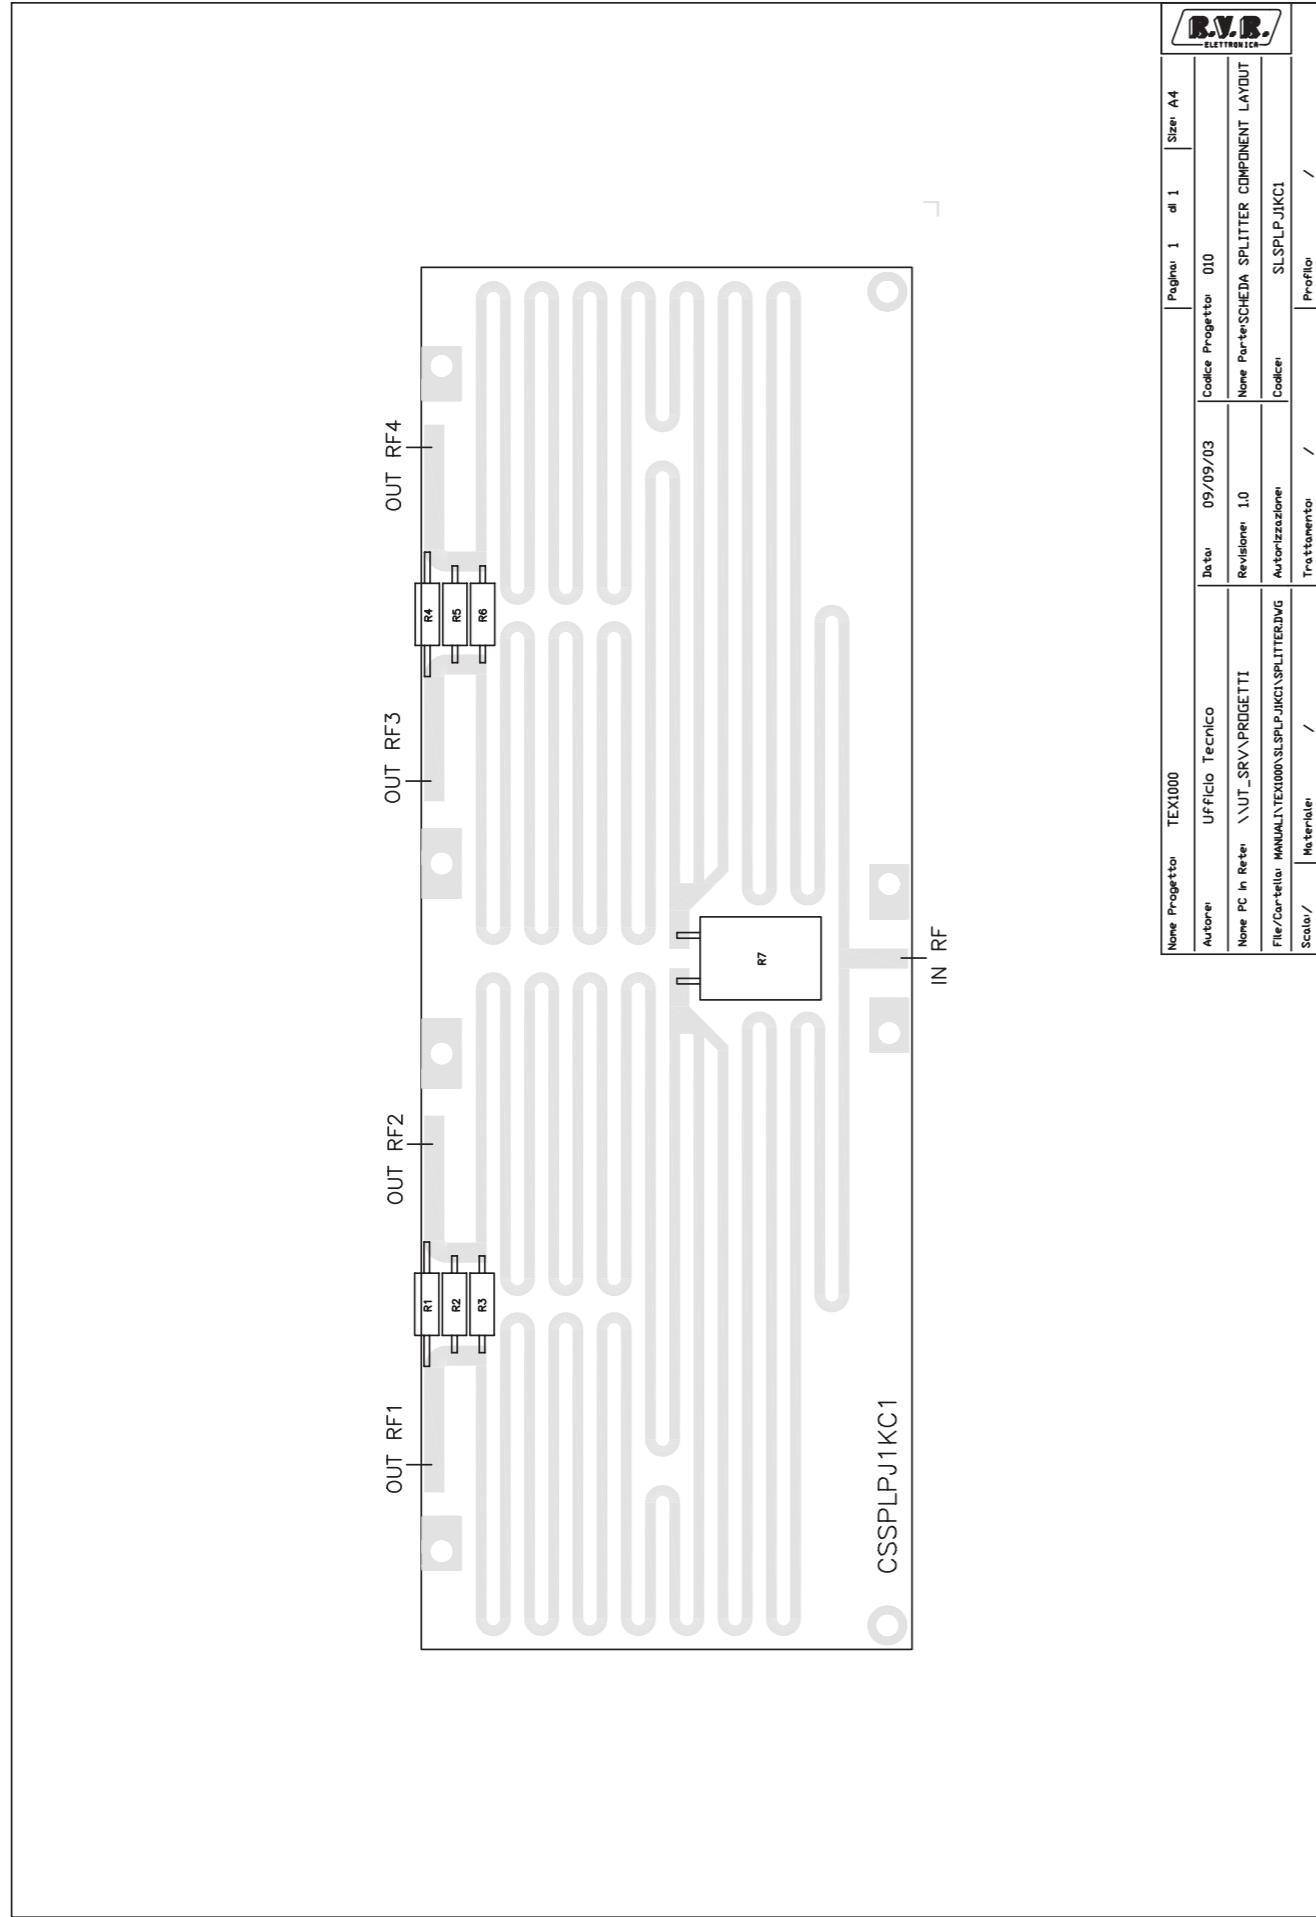 OUT RF1
OUT RF2
OUT RF3
OUT RF4
R1
R2
R3
R4
R5
R6
R7
IN RF
CSSPLPJ1KC1
Nome Progetto: TEX1000
Pagina: 1 di 1
Size: A4
R.V.R.
ELETTRONICA
Autore: Ufficio Tecnico
Data: 09/09/03
Codice Progetto: 010
Nome PC in Rete: \\UT_SRV\PROGETTI
Revisione: 1.0
Nome Parte: SCHEDA SPLITTER COMPONENT LAYOUT
File/Cartella: MANUALI\TEX1000\SLSPLPJ1KC1\SPLITTER.DWG
Autorizzazione:
Codice: SLSPLPJ1KC1
Scala: /
Materiale: /
Trattamento: /
Profilo: /